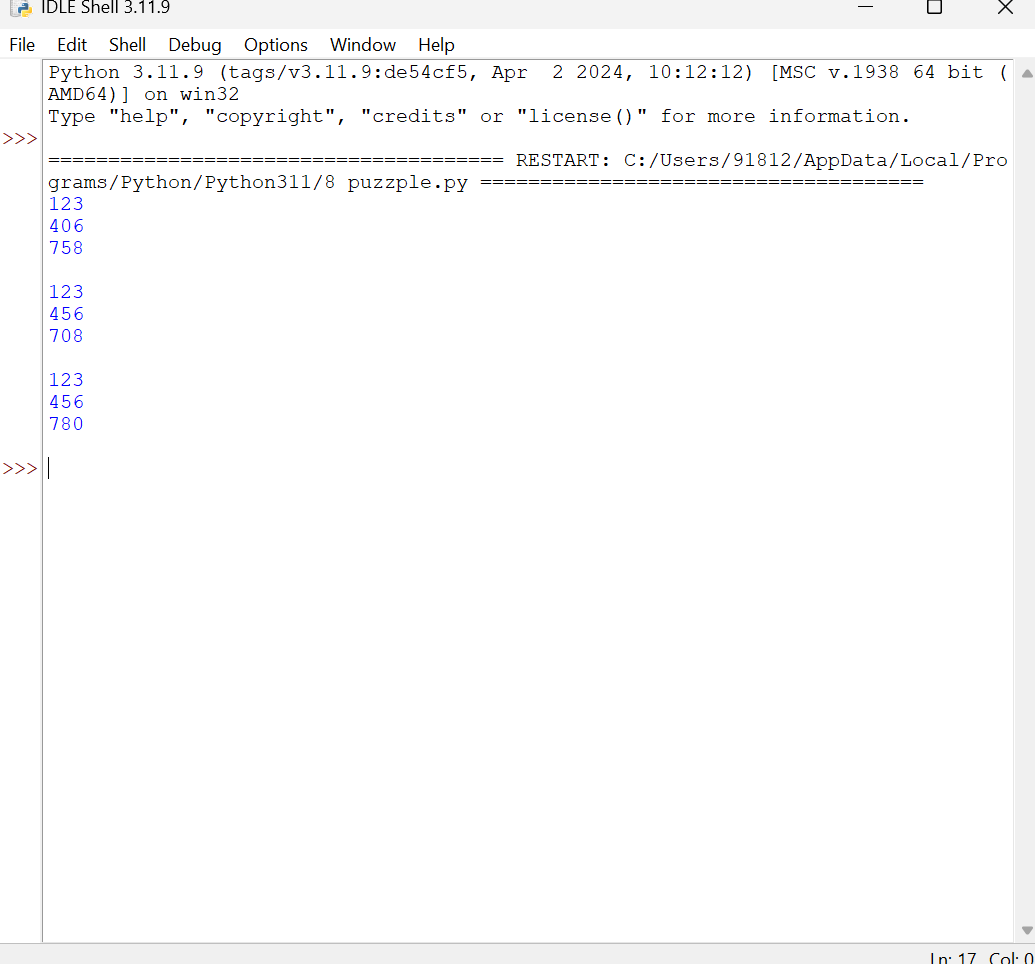 IDLE Shell 3.11.9
File Edit Shell Debug Options Window Help
Python 3.11.9 (tags/v3.11.9:de54cf5, Apr  2 2024, 10:12:12) [MSC v.1938 64 bit (
AMD64)] on win32
Type "help", "copyright", "credits" or "license()" for more information.
>>>
====================================== RESTART: C:/Users/91812/AppData/Local/Pro
grams/Python/Python311/8 puzzple.py =====================================
123
406
758
123
456
708
123
456
780
>>>
Ln: 17 Col: 0